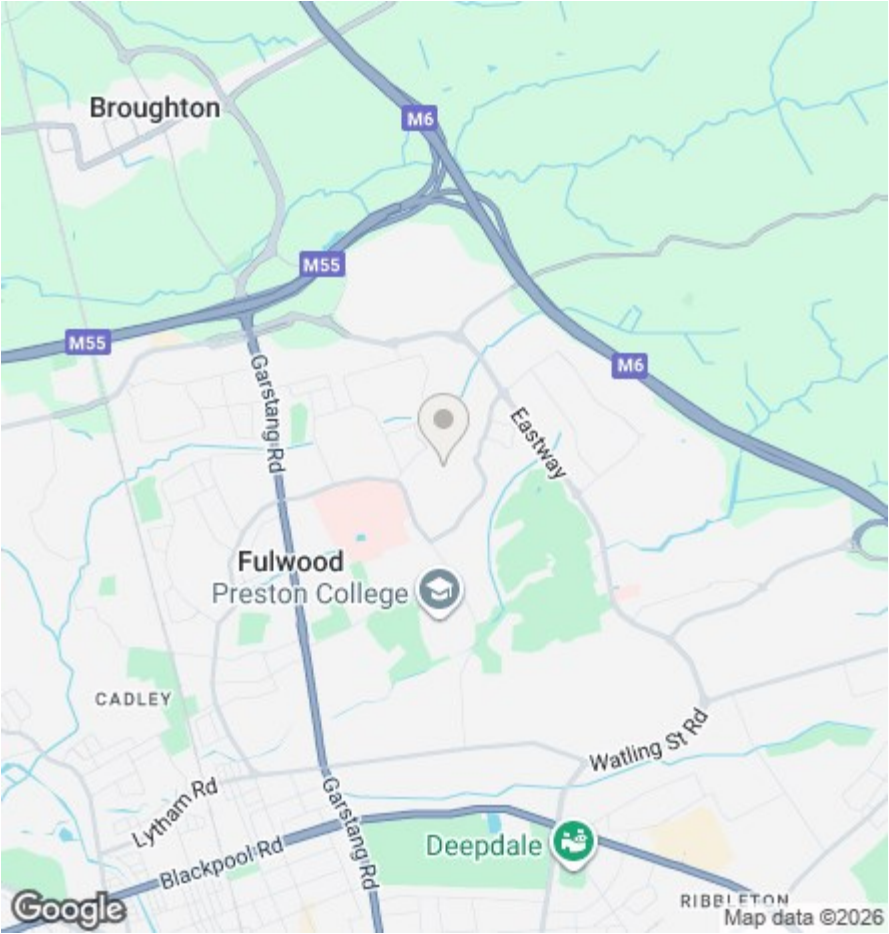 Broughton
M6
M55
M55
M6
Garstang Rd
Eastway
Fulwood
Preston College
CADLEY
Watling St Rd
Lytham Rd
Garstang Rd
Blackpool Rd
Deepdale
RIBBLETON
Google
Map data ©2026